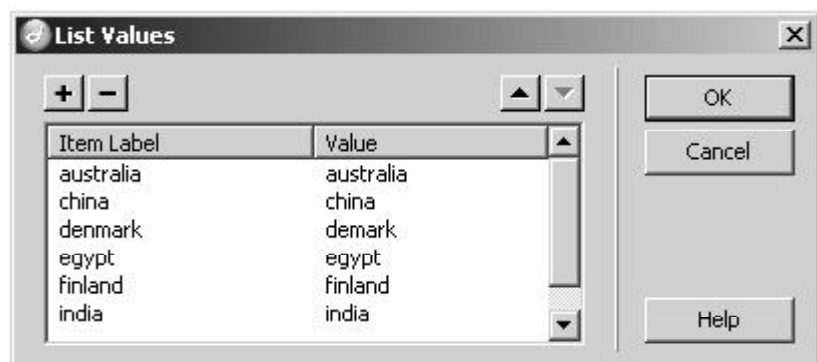 List Values
+ −
OK
Item Label Value
Cancel
australia australia
china china
denmark demark
egypt egypt
finland finland
india india
Help